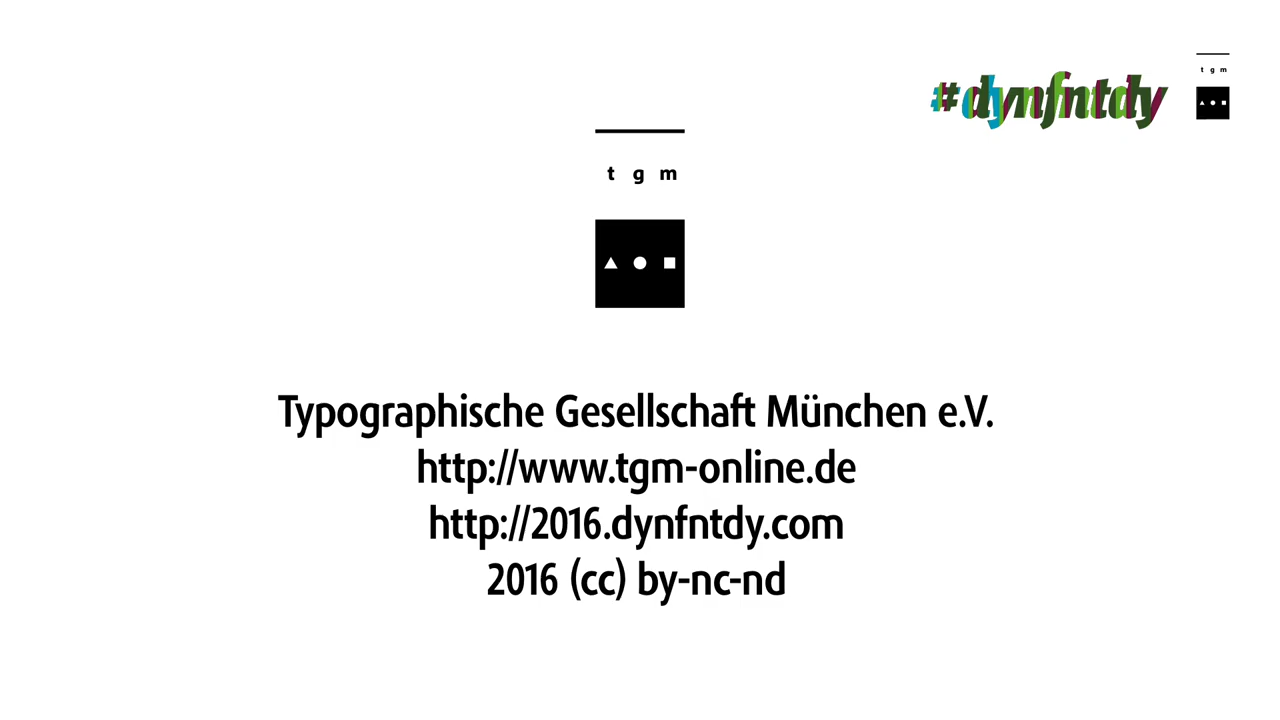 #dynfntdy
t g m
t g m
Typographische Gesellschaft München e.V.
http://www.tgm-online.de
http://2016.dynfntdy.com
2016 (cc) by-nc-nd